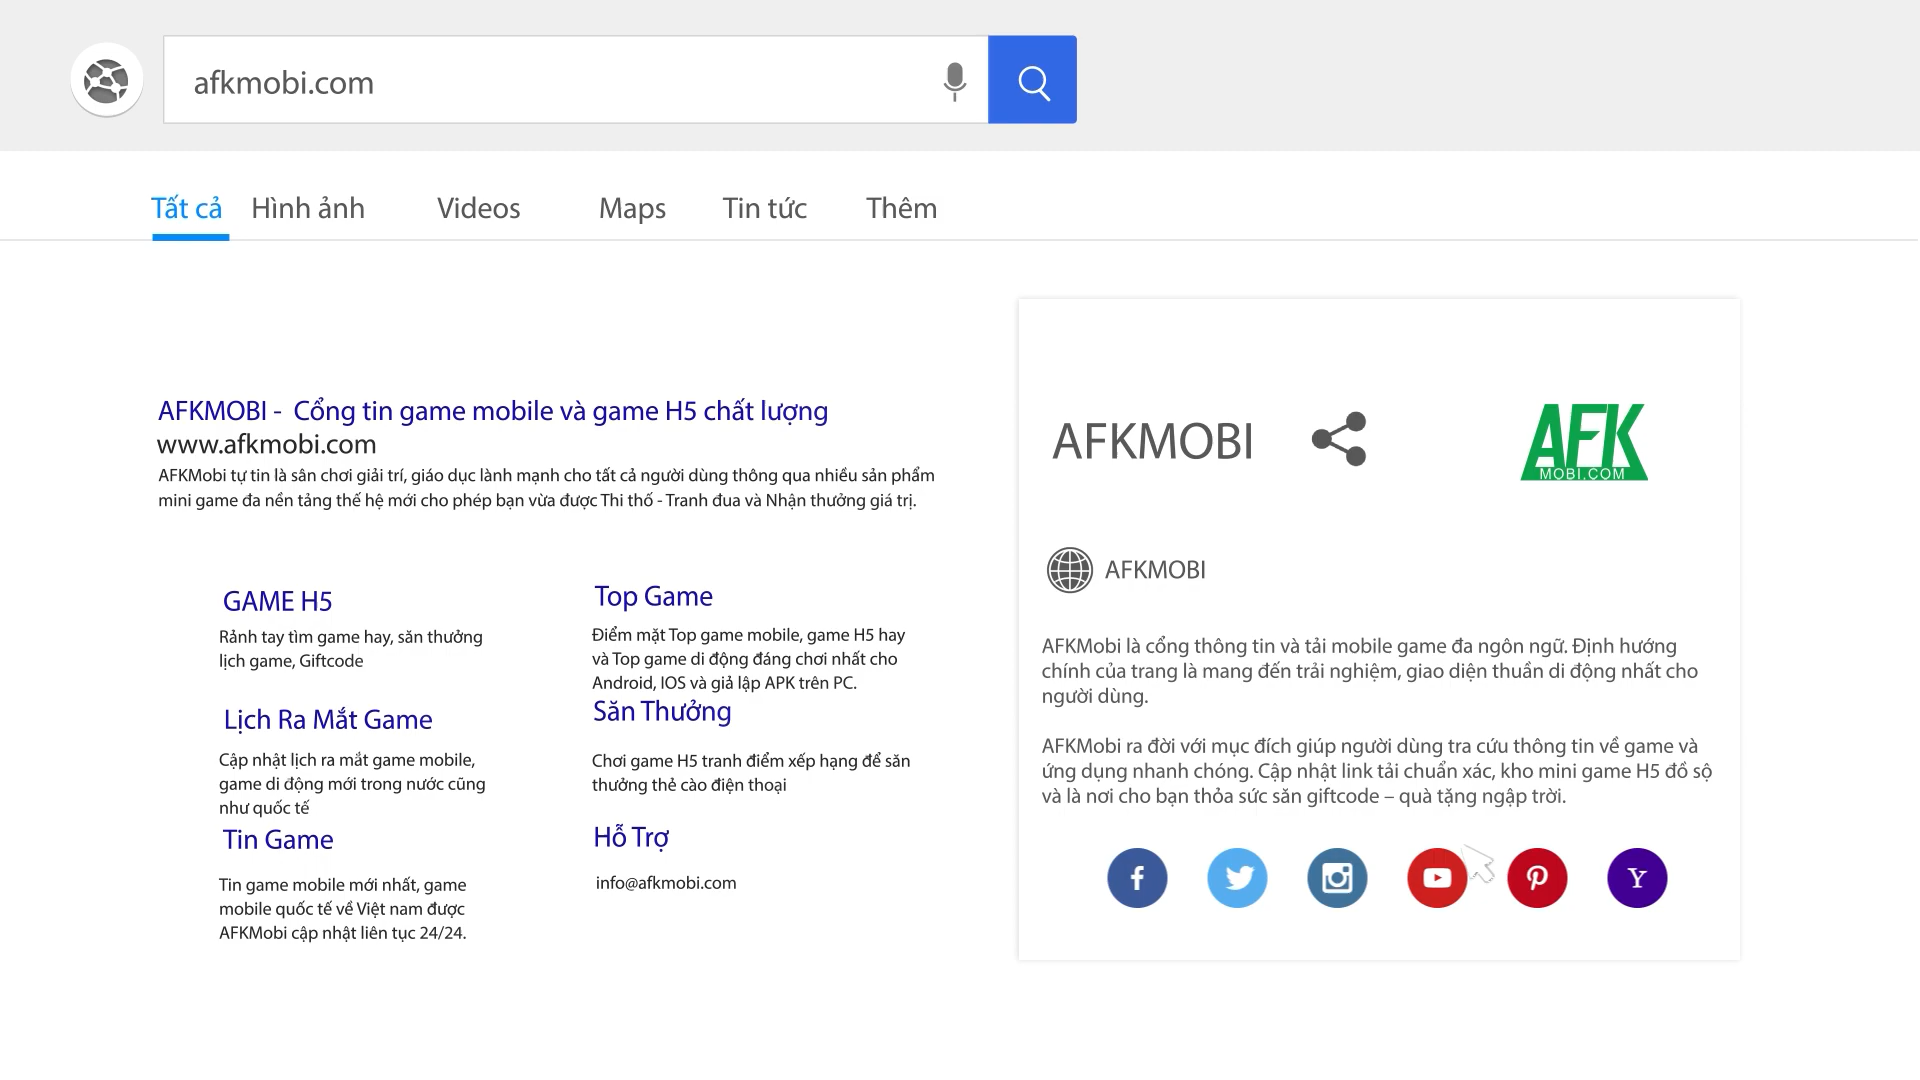 afkmobi.com
Tất cả
Hình ảnh
Videos
Maps
Tin tức
Thêm
AFKMOBI - Cổng tin game mobile và game H5 chất lượng
www.afkmobi.com
AFKMobi tự tin là sân chơi giải trí, giáo dục lành mạnh cho tất cả người dùng thông qua nhiều sản phẩm
mini game đa nền tảng thế hệ mới cho phép bạn vừa được Thi thố - Tranh đua và Nhận thưởng giá trị.
GAME H5
Rảnh tay tìm game hay, săn thưởng
lịch game, Giftcode
Lịch Ra Mắt Game
Cập nhật lịch ra mắt game mobile,
game di động mới trong nước cũng
như quốc tế
Tin Game
Tin game mobile mới nhất, game
mobile quốc tế về Việt nam được
AFKMobi cập nhật liên tục 24/24.
Top Game
Điểm mặt Top game mobile, game H5 hay
và Top game di động đáng chơi nhất cho
Android, IOS và giả lập APK trên PC.
Săn Thưởng
Chơi game H5 tranh điểm xếp hạng để săn
thưởng thẻ cào điện thoại
Hỗ Trợ
info@afkmobi.com
AFKMOBI
AFK
MOBI.COM
AFKMOBI
AFKMobi là cổng thông tin và tải mobile game đa ngôn ngữ. Định hướng
chính của trang là mang đến trải nghiệm, giao diện thuần di động nhất cho
người dùng.
AFKMobi ra đời với mục đích giúp người dùng tra cứu thông tin về game và
ứng dụng nhanh chóng. Cập nhật link tải chuẩn xác, kho mini game H5 đồ sộ
và là nơi cho bạn thỏa sức săn giftcode – quà tặng ngập trời.
Y